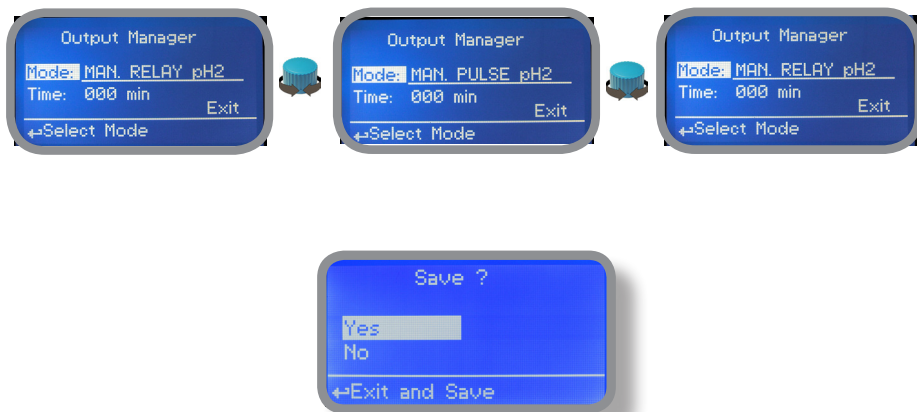 Output Manager
Mode: MAN. RELAY pH2
Time: 000 min
Exit
↵Select Mode
Output Manager
Mode: MAN. PULSE pH2
Time: 000 min
Exit
↵Select Mode
Output Manager
Mode: MAN. RELAY pH2
Time: 000 min
Exit
↵Select Mode
Save ?
Yes
No
↵Exit and Save